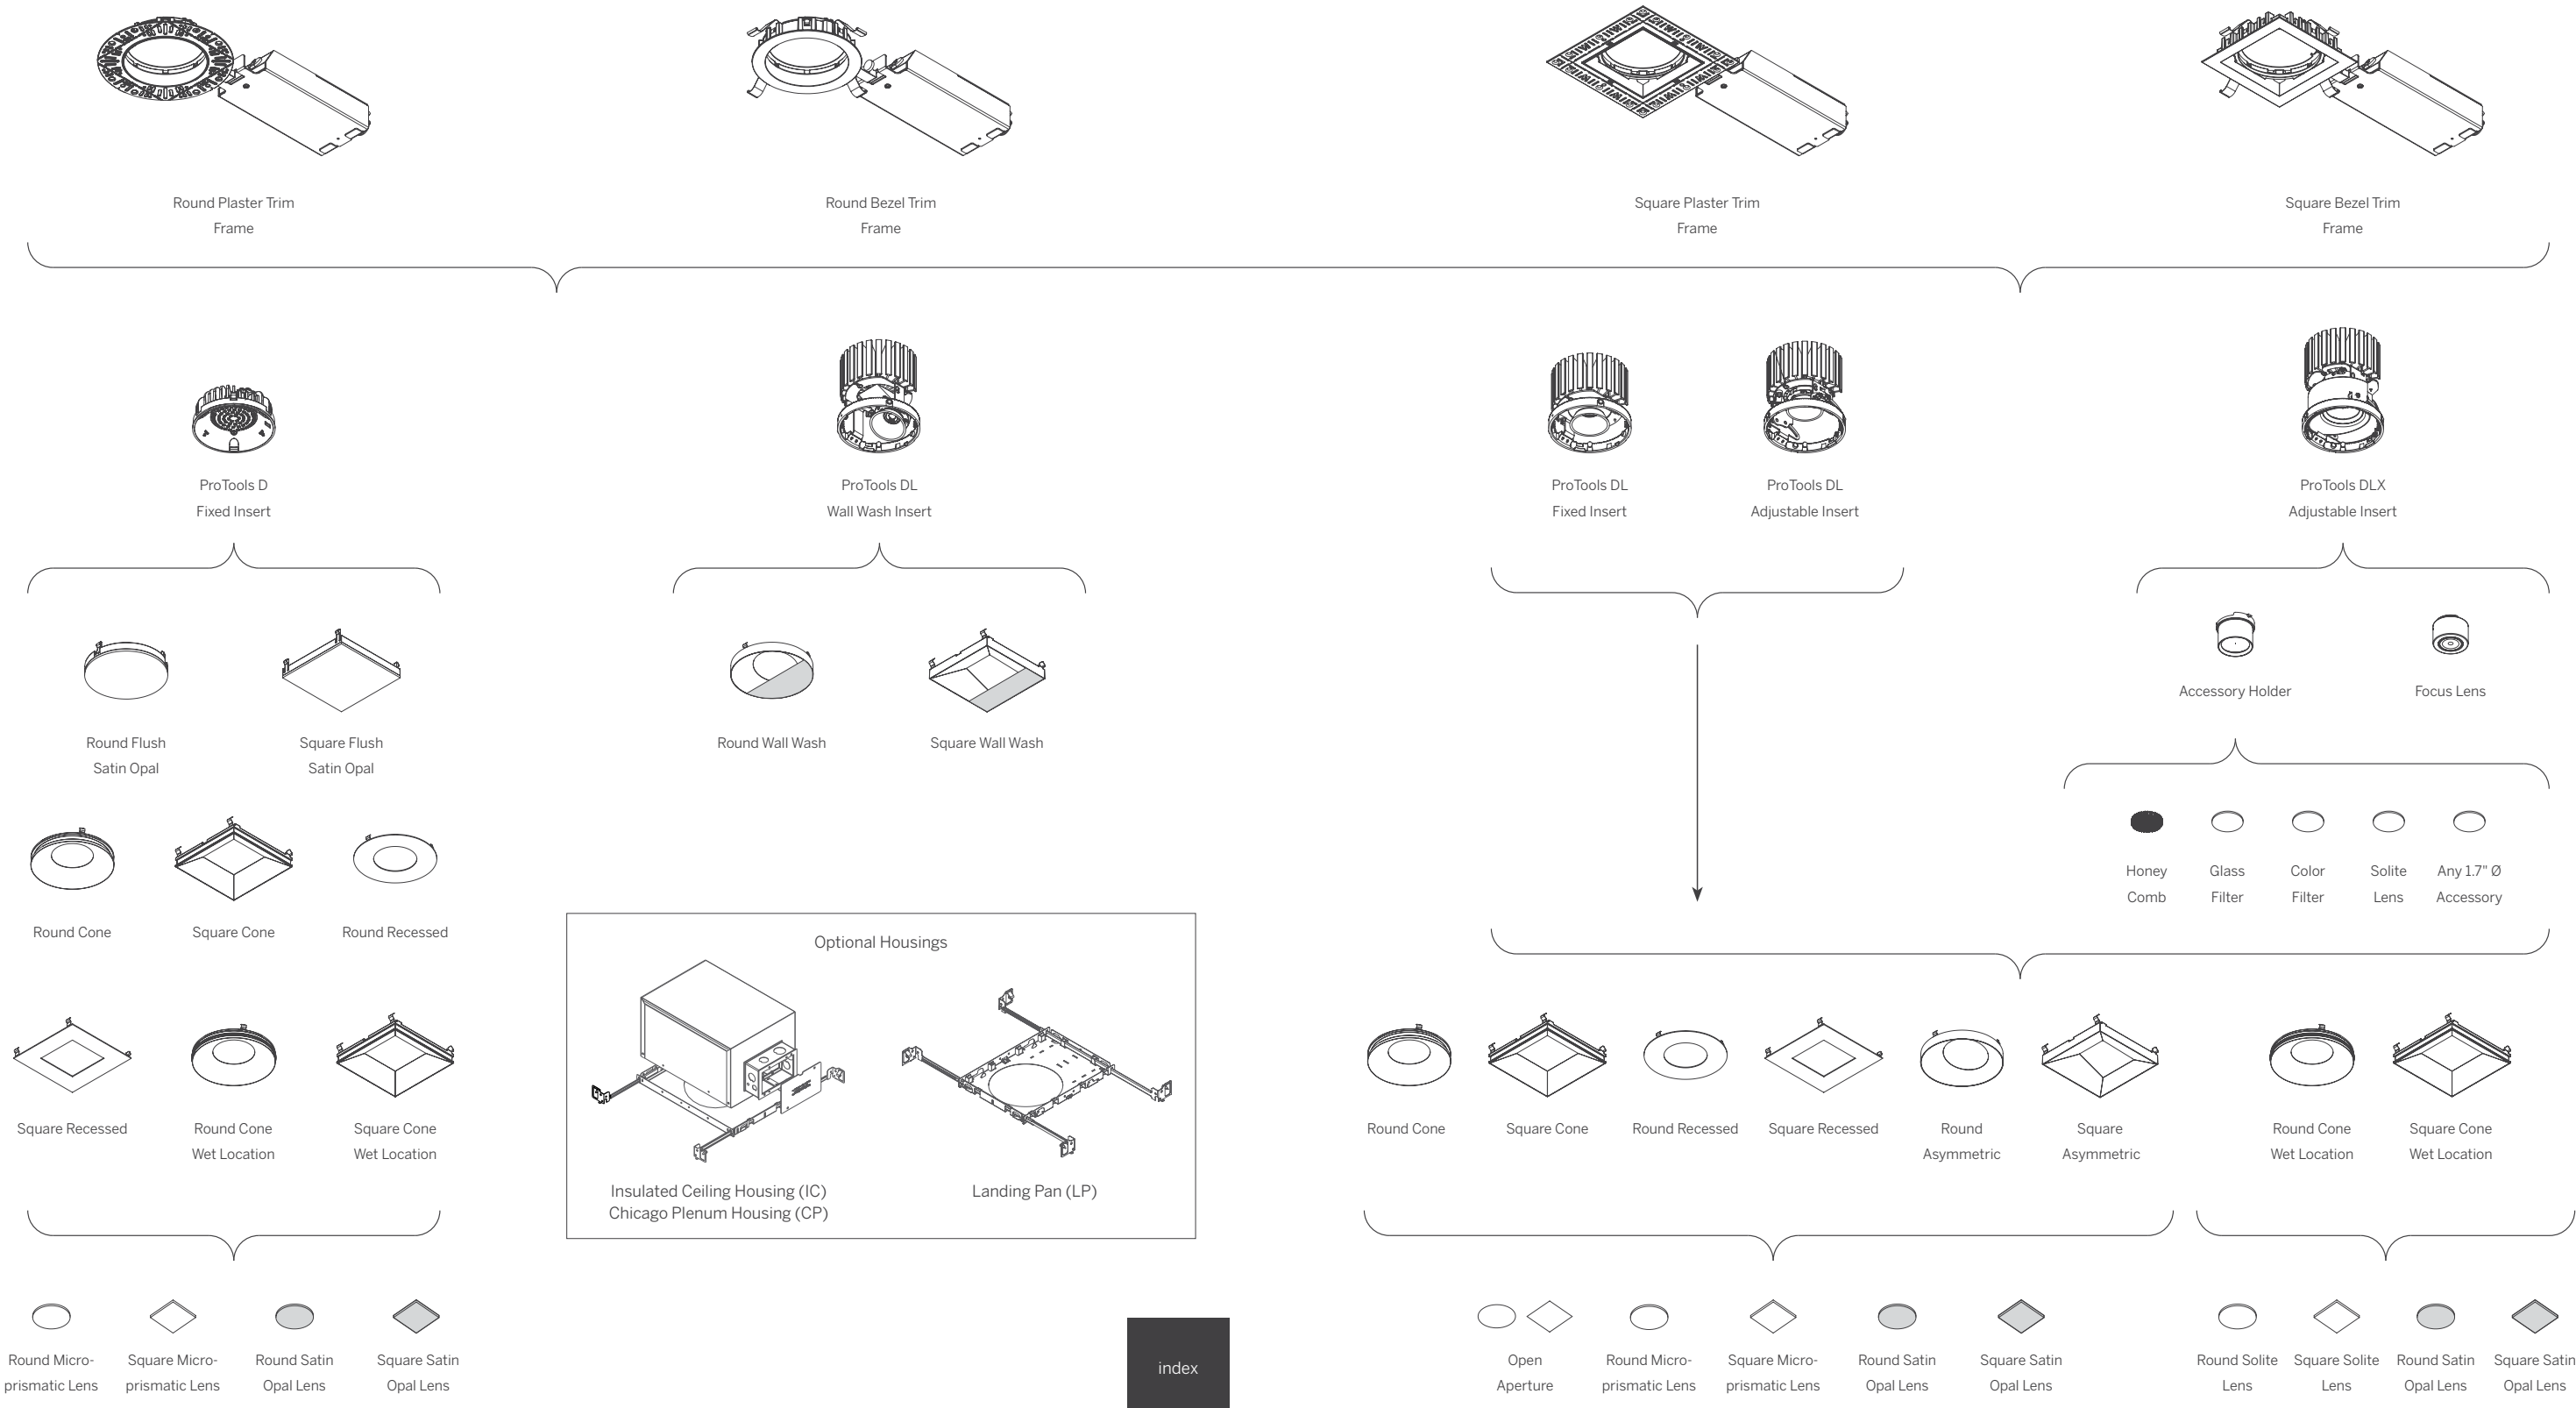 Round Plaster Trim
Frame
Round Bezel Trim
Frame
Square Plaster Trim
Frame
Square Bezel Trim
Frame
ProTools D
Fixed Insert
ProTools DL
Wall Wash Insert
ProTools DL
Fixed Insert
ProTools DL
Adjustable Insert
ProTools DLX
Adjustable Insert
Round Flush
Satin Opal
Square Flush
Satin Opal
Round Wall Wash
Square Wall Wash
Accessory Holder
Focus Lens
Honey
Comb
Glass
Filter
Color
Filter
Solite
Lens
Any 1.7" Ø
Accessory
Round Cone
Square Cone
Round Recessed
Square Recessed
Round Cone
Wet Location
Square Cone
Wet Location
Optional Housings
Insulated Ceiling Housing (IC)
Chicago Plenum Housing (CP)
Landing Pan (LP)
Round Cone
Square Cone
Round Recessed
Square Recessed
Round
Asymmetric
Square
Asymmetric
Round Cone
Wet Location
Square Cone
Wet Location
Round Micro-
prismatic Lens
Square Micro-
prismatic Lens
Round Satin
Opal Lens
Square Satin
Opal Lens
index
Open
Aperture
Round Micro-
prismatic Lens
Square Micro-
prismatic Lens
Round Satin
Opal Lens
Square Satin
Opal Lens
Round Solite
Lens
Square Solite
Lens
Round Satin
Opal Lens
Square Satin
Opal Lens